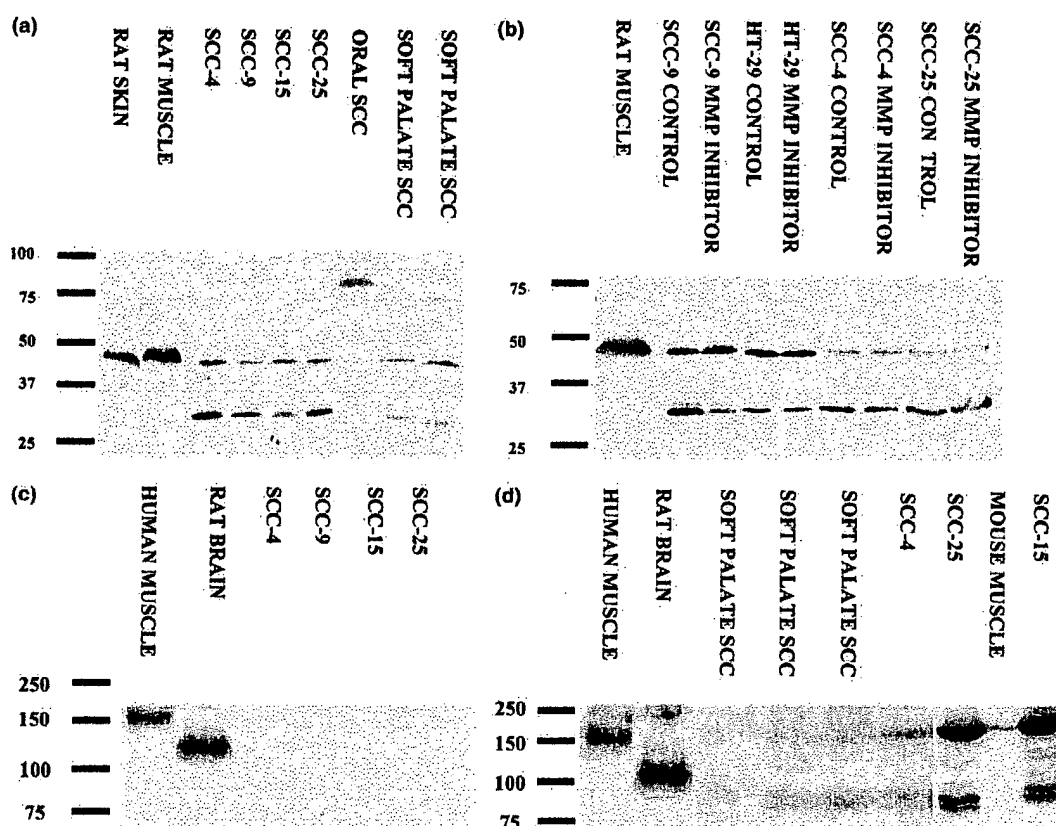 (a)
RAT SKIN
RAT MUSCLE
SCC-4
SCC-9
SCC-15
SCC-25
ORAL SCC
SOFT PALATE SCC
SOFT PALATE SCC
100
75
50
37
25
(b)
RAT MUSCLE
SCC-9 CONTROL
SCC-9 MMP INHIBITOR
HT-29 CONTROL
HT-29 MMP INHIBITOR
SCC-4 CONTROL
SCC-4 MMP INHIBITOR
SCC-25 CON TROL
SCC-25 MMP INHIBITOR
75
50
37
25
(c)
HUMAN MUSCLE
RAT BRAIN
SCC-4
SCC-9
SCC-15
SCC-25
250
150
100
75
(d)
HUMAN MUSCLE
RAT BRAIN
SOFT PALATE SCC
SOFT PALATE SCC
SOFT PALATE SCC
SCC-4
SCC-25
MOUSE MUSCLE
SCC-15
250
150
100
75